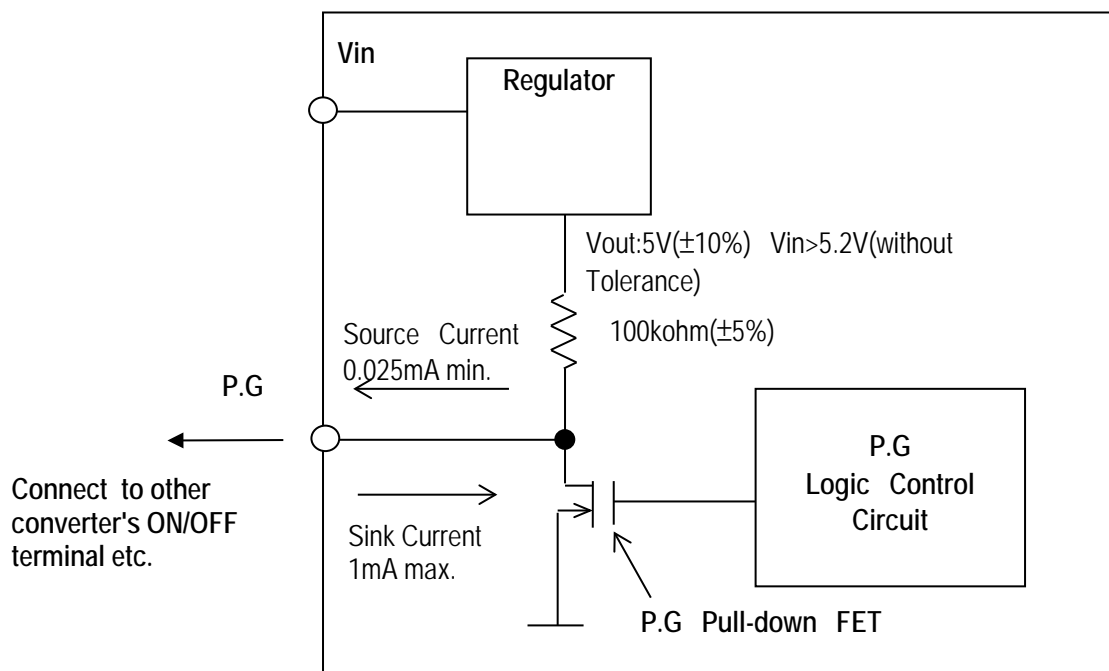 Vin
Regulator
Vout:5V(±10%) Vin>5.2V(without
Tolerance)
100kohm(±5%)
Source Current
0.025mA min.
P.G
Connect to other
converter's ON/OFF
terminal etc.
Sink Current
1mA max.
P.G
Logic Control
Circuit
P.G Pull-down FET